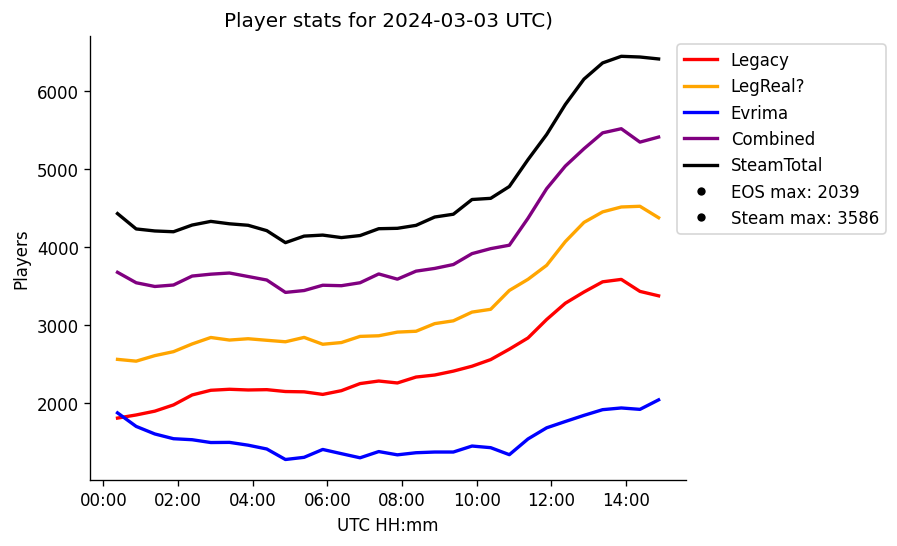 Player stats for 2024-03-03 UTC)
Legacy
LegReal?
Evrima
Combined
SteamTotal
EOS max: 2039
Steam max: 3586
Players
6000
5000
4000
3000
2000
00:00 02:00 04:00 06:00 08:00 10:00 12:00 14:00
UTC HH:mm